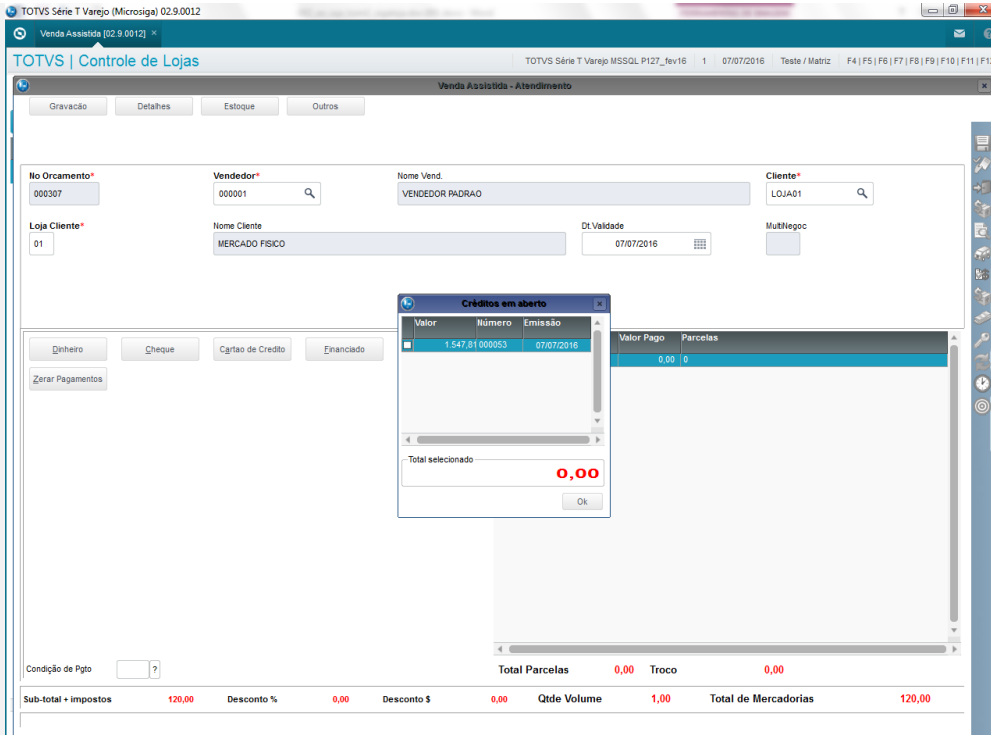 TOTVS Série T Varejo (Microsiga) 02.9.0012
Venda Assistida [02.9.0012] ×
TOTVS | Controle de Lojas
TOTVS Série T Varejo MSSQL P127_fev16 1 07/07/2016 Teste / Matriz F4 | F5 | F6 | F7 | F8 | F9 | F10 | F11 | F12
Venda Assistida - Atendimento
Gravacão Detalhes Estoque Outros
No Orcamento* Vendedor* Nome Vend. Cliente*
000307 000001 VENDEDOR PADRAO LOJA01
Loja Cliente* Nome Cliente Dt.Validade MultiNegoc
01 MERCADO FISICO 07/07/2016
Créditos em aberto
Valor Número Emissão
1.547,81 000053 07/07/2016
Total selecionado
0,00
Ok
Dinheiro Cheque Cartao de Credito Financiado
Zerar Pagamentos
Valor Pago Parcelas
0,00 0
Condição de Pgto ?
Total Parcelas 0,00 Troco 0,00
Sub-total + impostos 120,00 Desconto % 0,00 Desconto $ 0,00 Qtde Volume 1,00 Total de Mercadorias 120,00